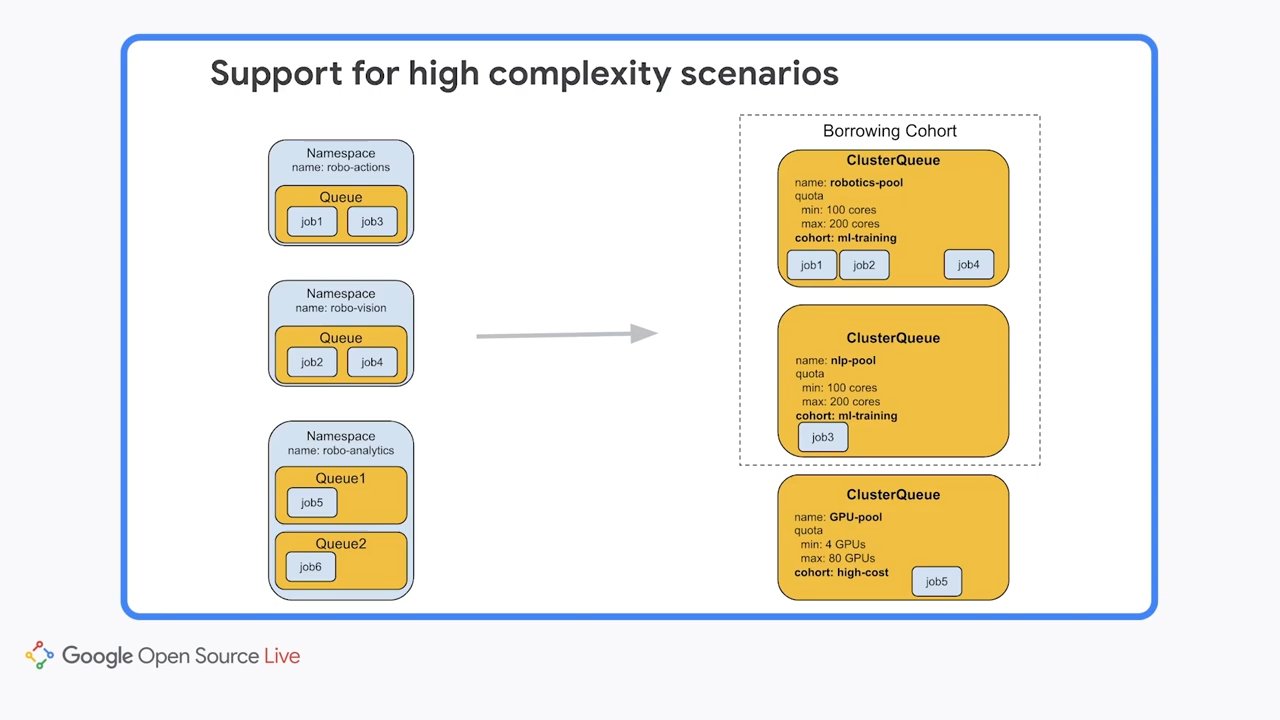 Support for high complexity scenarios
Namespace
name: robo-actions
Queue
job1
job3
Namespace
name: robo-vision
Queue
job2
job4
Namespace
name: robo-analytics
Queue1
job5
Queue2
job6
Borrowing Cohort
ClusterQueue
name: robotics-pool
quota
min: 100 cores
max: 200 cores
cohort: ml-training
job1
job2
job4
ClusterQueue
name: nlp-pool
quota
min: 100 cores
max: 200 cores
cohort: ml-training
job3
ClusterQueue
name: GPU-pool
quota
min: 4 GPUs
max: 80 GPUs
cohort: high-cost
job5
Google Open Source Live